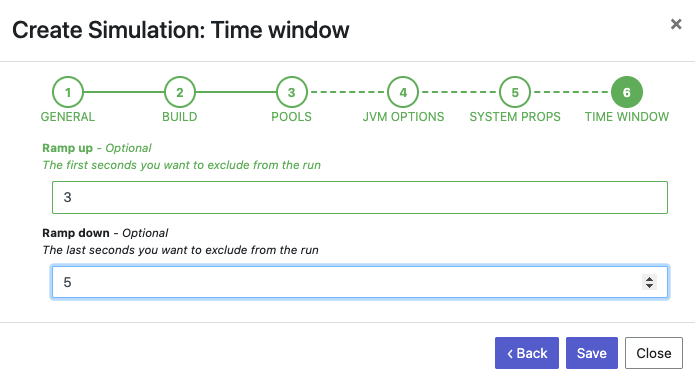 Create Simulation: Time window
×
1 2 3 4 5 6
GENERAL BUILD POOLS JVM OPTIONS SYSTEM PROPS TIME WINDOW
Ramp up - Optional
The first seconds you want to exclude from the run
3
Ramp down - Optional
The last seconds you want to exclude from the run
5
‹ Back Save Close